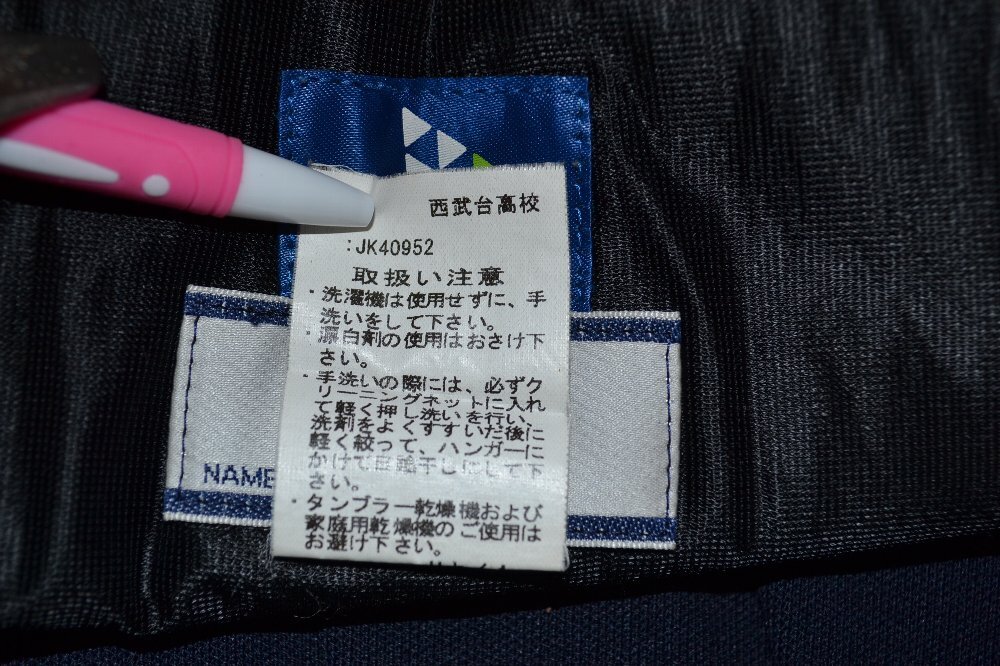 西武台高校
:JK40952
取扱い注意
・洗濯機は使用せずに、手
洗いをして下さい。
・漂白剤の使用はおさけ下
さい。
・手洗いの際には、必ずク
リーニングネットに入れ
て軽く押し洗いを行い、
洗剤をよくすすいだ後に
軽く絞って、ハンガーに
かけて陰干しにして下
さい。
・タンブラー乾燥機および
家庭用乾燥機のご使用は
お避け下さい。
NAME